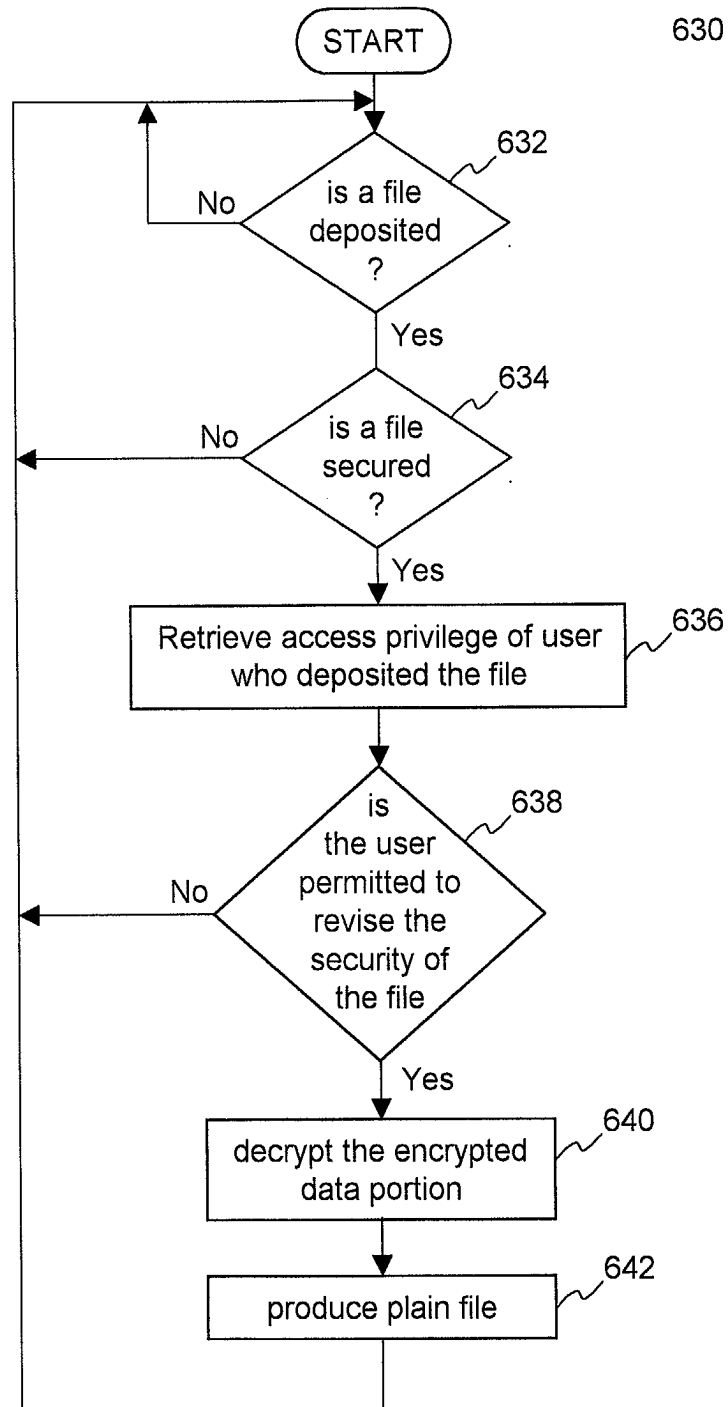 START
630
632
is a file
deposited
?
No
Yes
634
is a file
secured
?
No
Yes
636
Retrieve access privilege of user
who deposited the file
638
is
the user
permitted to
revise the
security of
the file
No
Yes
640
decrypt the encrypted
data portion
642
produce plain file